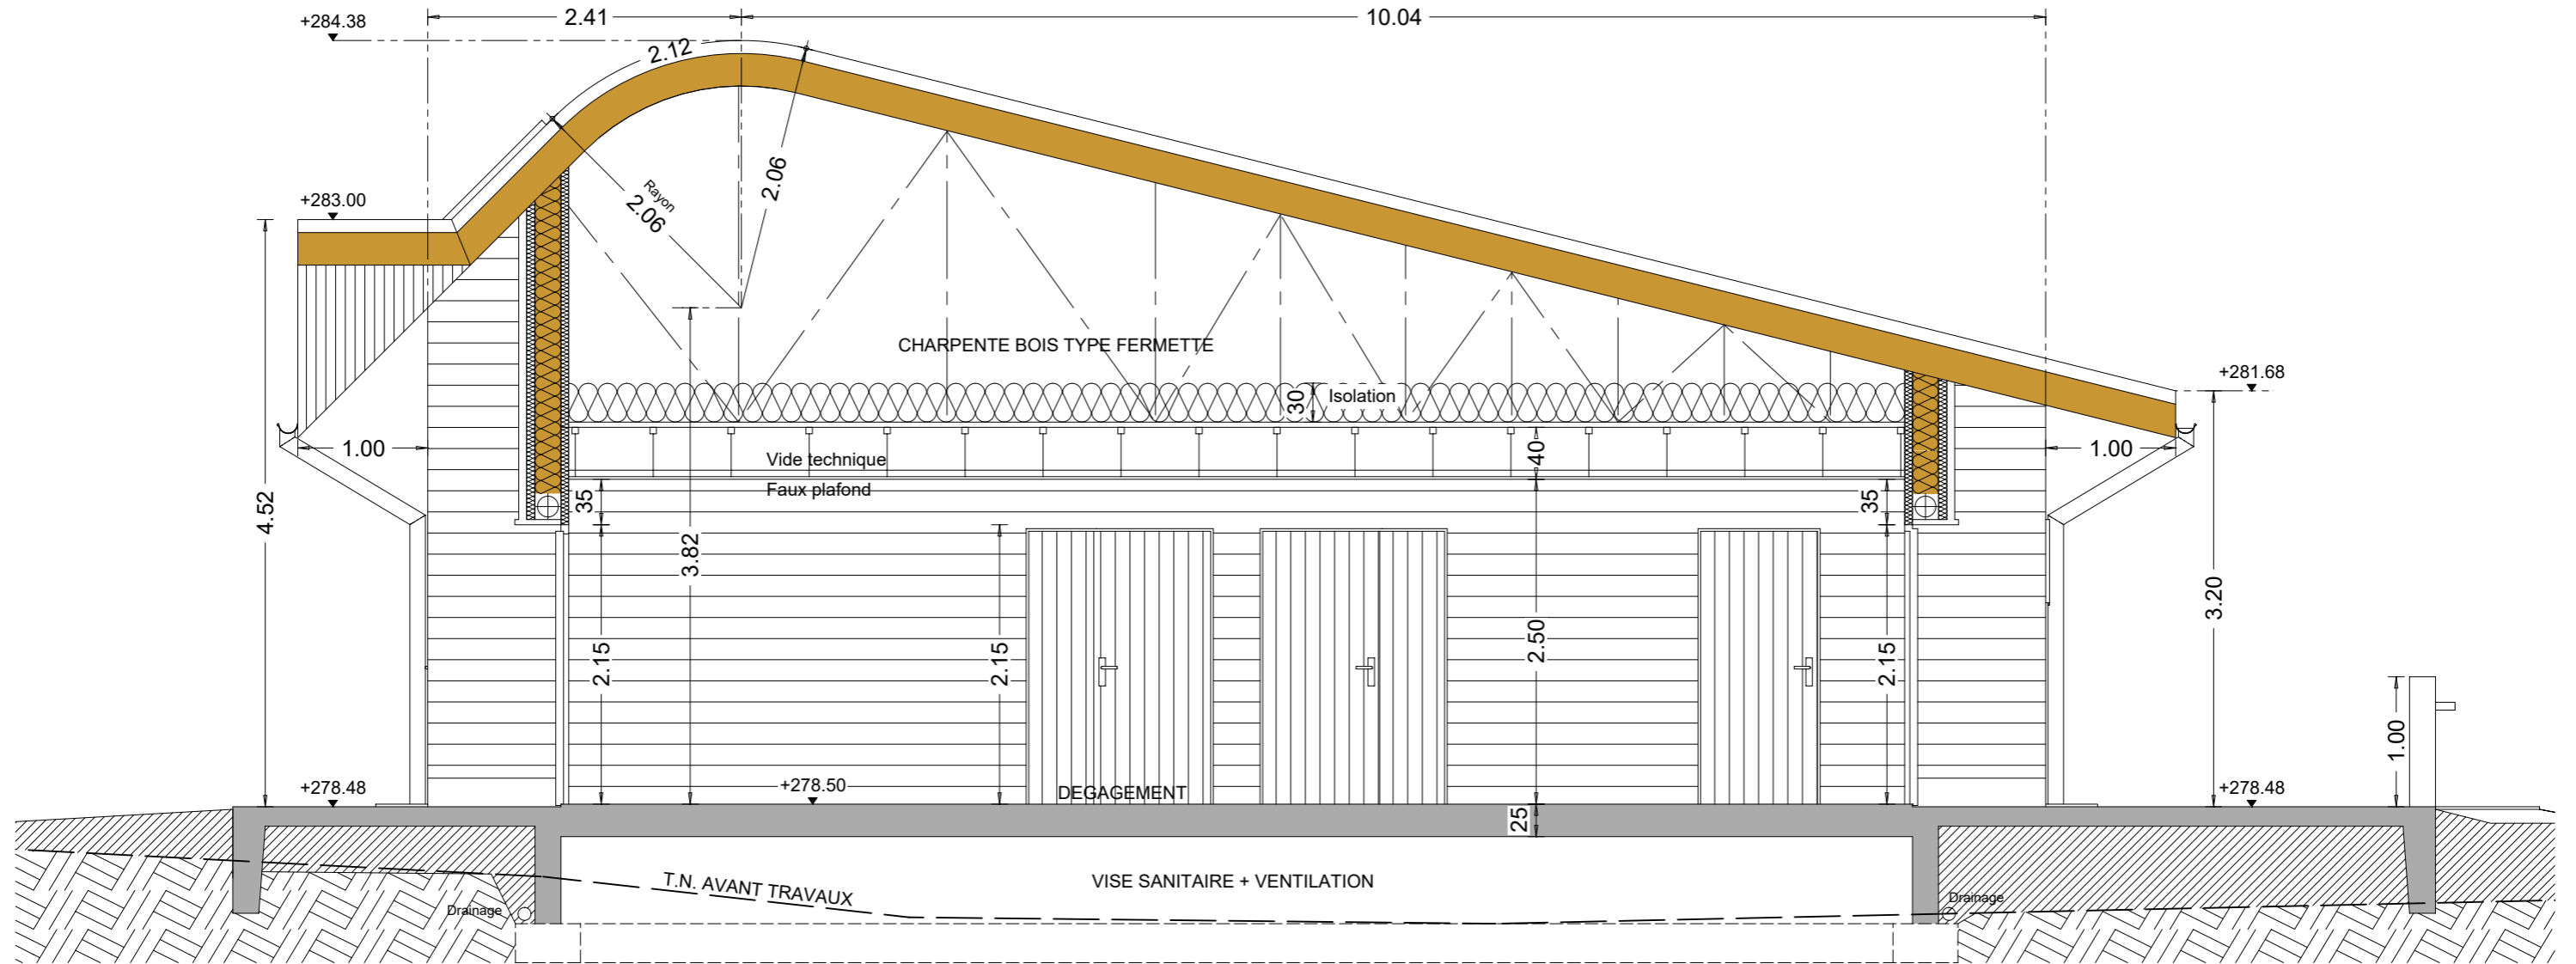 +284.38
2.41
10.04
2.12
2.06
Rayon
2.06
+283.00
CHARPENTE BOIS TYPE FERMETTE
+281.68
30
Isolation
1.00
1.00
40
Vide technique
Faux plafond
35
35
4.52
3.82
3.20
2.15
2.15
2.50
2.15
1.00
+278.48
+278.50
DEGAGEMENT
+278.48
25
T.N. AVANT TRAVAUX
VISE SANITAIRE + VENTILATION
Drainage
Drainage